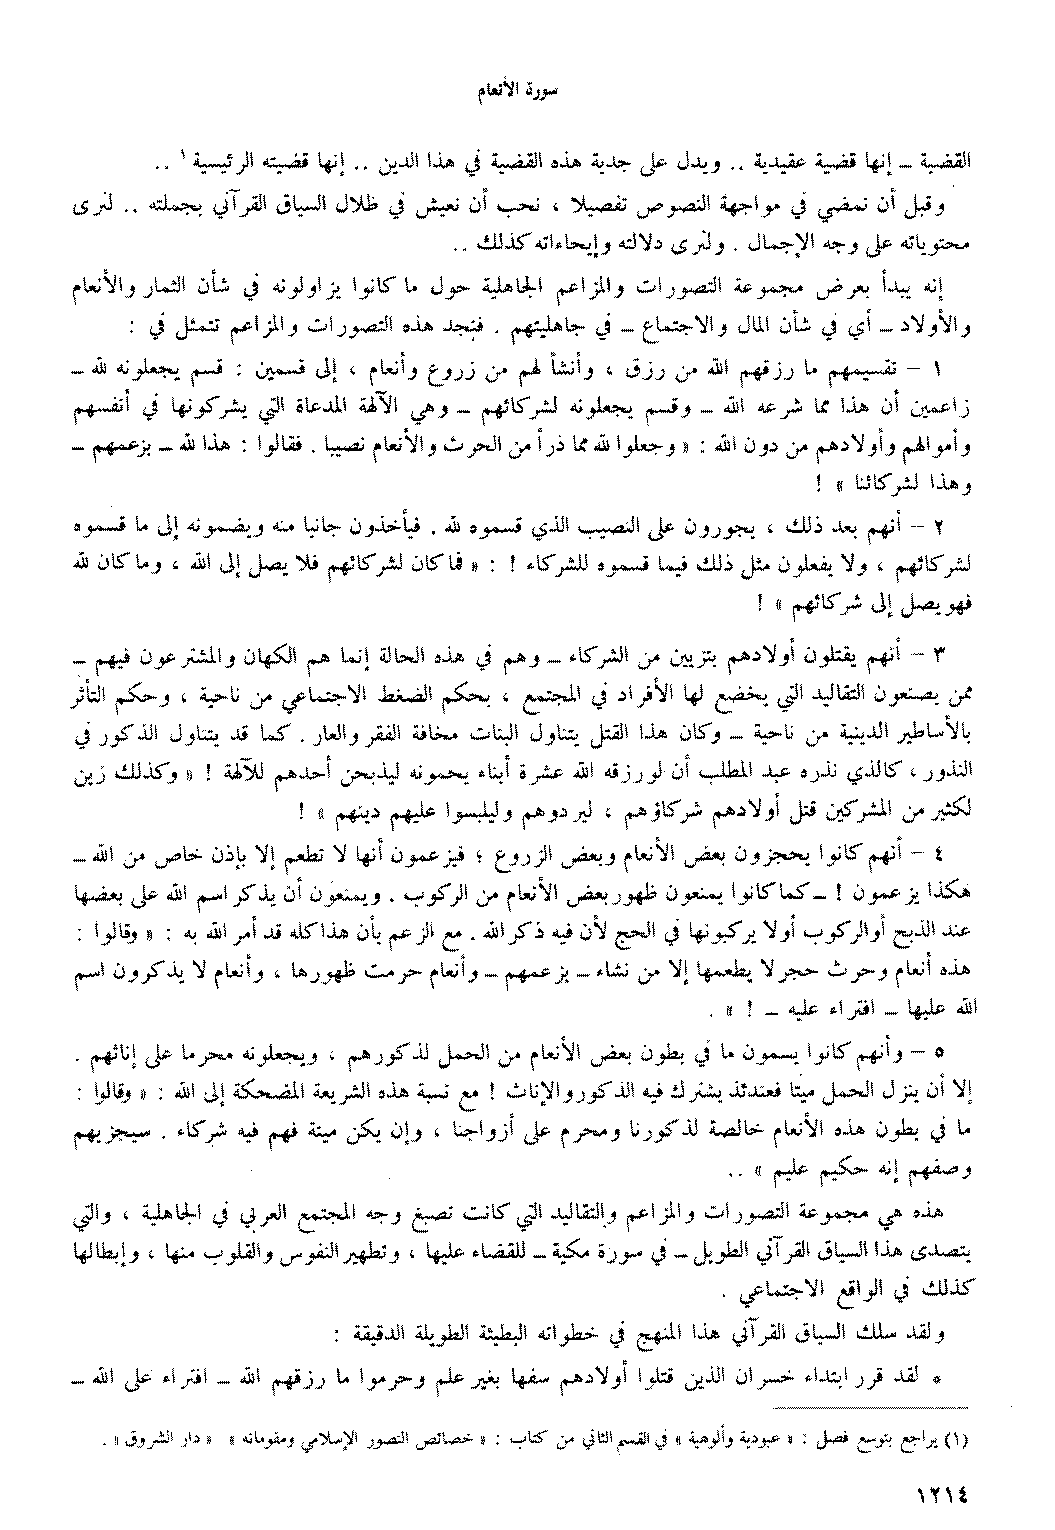 سورة الأنعام
القضية ــ إنها قضية عقيدية .. ويدل على جدية هذه القضية في هذا الدين .. إنها قضيته الرئيسية ١ ..
وقبل أن نمضي في مواجهة النصوص تفصيلا ، نحب أن نعيش في ظلال السياق القرآني بجملته .. لنرى
محتوياته على وجه الإجمال . ولنرى دلالته وإيحاءاته كذلك ..
إنه يبدأ بعرض مجموعة التصورات والمزاعم الجاهلية حول ما كانوا يزاولونه في شأن الثمار والأنعام
والأولاد ــ أي في شأن المال والاجتماع ــ في جاهليتهم . فنجد هذه التصورات والمزاعم تتمثل في :
١ – تقسيمهم ما رزقهم الله من رزق ، وأنشأ لهم من زروع وأنعام ، إلى قسمين : قسم يجعلونه لله ــ
زاعمين أن هذا مما شرعه الله ــ وقسم يجعلونه لشركائهم ــ وهي الآلهة المدعاة التي يشركونها في أنفسهم
وأموالهم وأولادهم من دون الله : « وجعلوا لله مما ذرأ من الحرث والأنعام نصيبا . فقالوا : هذا لله ــ بزعمهم ــ
وهذا لشركائنا » !
٢ – أنهم بعد ذلك ، يجورون على النصيب الذي قسموه لله . فيأخذون جانبا منه ويضمونه إلى ما قسموه
لشركائهم ، ولا يفعلون مثل ذلك فيما قسموه للشركاء ! : « فما كان لشركائهم فلا يصل إلى الله ، وما كان لله
فهو يصل إلى شركائهم » !
٣ – أنهم يقتلون أولادهم بتزيين من الشركاء ــ وهم في هذه الحالة إنما هم الكهان والمشترعون فيهم ــ
ممن يصنعون التقاليد التي يخضع لها الأفراد في المجتمع ، بحكم الضغط الاجتماعي من ناحية ، وحكم التأثر
بالأساطير الدينية من ناحية ــ وكان هذا القتل يتناول البنات مخافة الفقر والعار . كما قد يتناول الذكور في
النذور ، كالذي نذره عبد المطلب أن لو رزقه الله عشرة أبناء يحمونه ليذبحن أحدهم للآلهة ! « وكذلك زين
لكثير من المشركين قتل أولادهم شركاؤهم ، ليردوهم وليلبسوا عليهم دينهم » !
٤ – أنهم كانوا يحجزون بعض الأنعام وبعض الزروع ؛ فيزعمون أنها لا تطعم إلا بإذن خاص من الله ــ
هكذا يزعمون ! ــ كما كانوا يمنعون ظهور بعض الأنعام من الركوب . ويمنعون أن يذكر اسم الله على بعضها
عند الذبح أو الركوب أو لا يركبونها في الحج لأن فيه ذكر الله . مع الزعم بأن هذا كله قد أمر الله به : « وقالوا :
هذه أنعام وحرث حجر لا يطعمها إلا من نشاء ــ بزعمهم ــ وأنعام حرمت ظهورها ، وأنعام لا يذكرون اسم
الله عليها ــ افتراء عليه ــ ! » .
٥ – وأنهم كانوا يسمون ما في بطون بعض الأنعام من الحمل لذكورهم ، ويجعلونه محرما على إناثهم .
إلا أن ينزل الحمل ميتا فعندئذ يشترك فيه الذكور والإناث ! مع نسبة هذه الشريعة المضحكة إلى الله : « وقالوا :
ما في بطون هذه الأنعام خالصة لذكورنا ومحرم على أزواجنا ، وإن يكن ميتة فهم فيه شركاء . سيجزيهم
وصفهم إنه حكيم عليم » ..
هذه هي مجموعة التصورات والمزاعم والتقاليد التي كانت تصبغ وجه المجتمع العربي في الجاهلية ، والتي
يتصدى هذا السياق القرآني الطويل ــ في سورة مكية ــ للقضاء عليها ، وتطهير النفوس والقلوب منها ، وإبطالها
كذلك في الواقع الاجتماعي .
ولقد سلك السياق القرآني هذا المنهج في خطواته البطيئة الطويلة الدقيقة :
* لقد قرر ابتداء خسران الذين قتلوا أولادهم سفها بغير علم وحرموا ما رزقهم الله ــ افتراء على الله ــ
(١) يراجع بتوسع فصل : « عبودية وألوهية » في القسم الثاني من كتاب : « خصائص التصور الإسلامي ومقوماته » « دار الشروق » .
١٢١٤